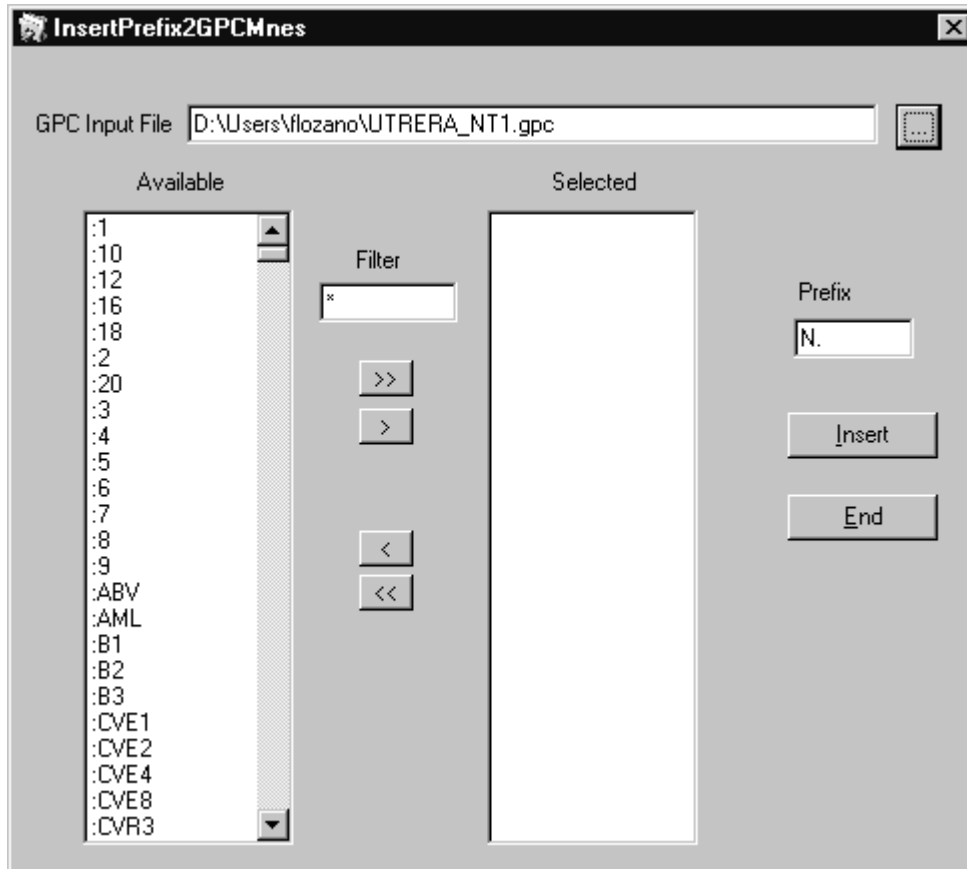 InsertPrefix2GPCMnes
GPC Input File D:\Users\flozano\UTRERA_NT1.gpc ...
Available
Selected
:1
:10
:12
:16
:18
:2
:20
:3
:4
:5
:6
:7
:8
:9
:ABV
:AML
:B1
:B2
:B3
:CVE1
:CVE2
:CVE4
:CVE8
:CVR3
Filter
*
>>
>
<
<<
Prefix
N.
Insert
End